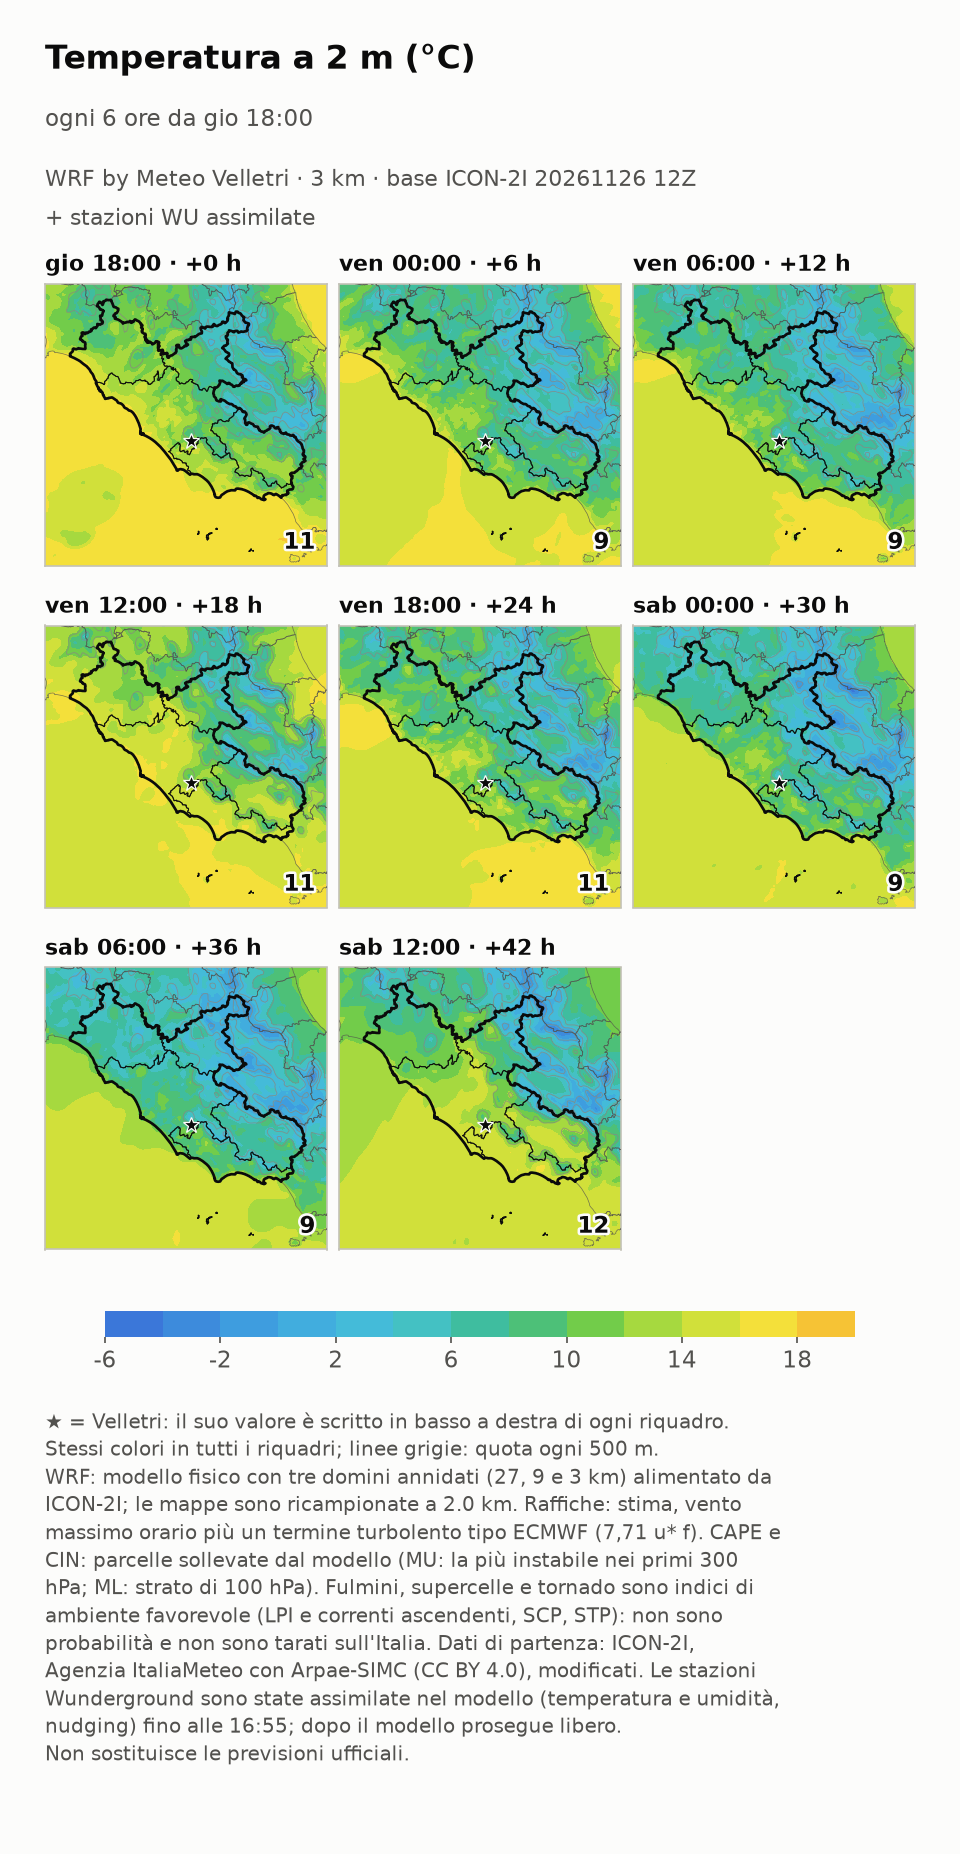 Temperatura a 2 m (°C)
ogni 6 ore da gio 18:00
WRF by Meteo Velletri · 3 km · base ICON-2I 20261126 12Z
+ stazioni WU assimilate
gio 18:00 · +0 h
ven 00:00 · +6 h
ven 06:00 · +12 h
11
9
9
ven 12:00 · +18 h
ven 18:00 · +24 h
sab 00:00 · +30 h
11
11
9
sab 06:00 · +36 h
sab 12:00 · +42 h
9
12
-6 -2 2 6 10 14 18
★ = Velletri: il suo valore è scritto in basso a destra di ogni riquadro.
Stessi colori in tutti i riquadri; linee grigie: quota ogni 500 m.
WRF: modello fisico con tre domini annidati (27, 9 e 3 km) alimentato da
ICON-2I; le mappe sono ricampionate a 2.0 km. Raffiche: stima, vento
massimo orario più un termine turbolento tipo ECMWF (7,71 u* f). CAPE e
CIN: parcelle sollevate dal modello (MU: la più instabile nei primi 300
hPa; ML: strato di 100 hPa). Fulmini, supercelle e tornado sono indici di
ambiente favorevole (LPI e correnti ascendenti, SCP, STP): non sono
probabilità e non sono tarati sull'Italia. Dati di partenza: ICON-2I,
Agenzia ItaliaMeteo con Arpae-SIMC (CC BY 4.0), modificati. Le stazioni
Wunderground sono state assimilate nel modello (temperatura e umidità,
nudging) fino alle 16:55; dopo il modello prosegue libero.
Non sostituisce le previsioni ufficiali.